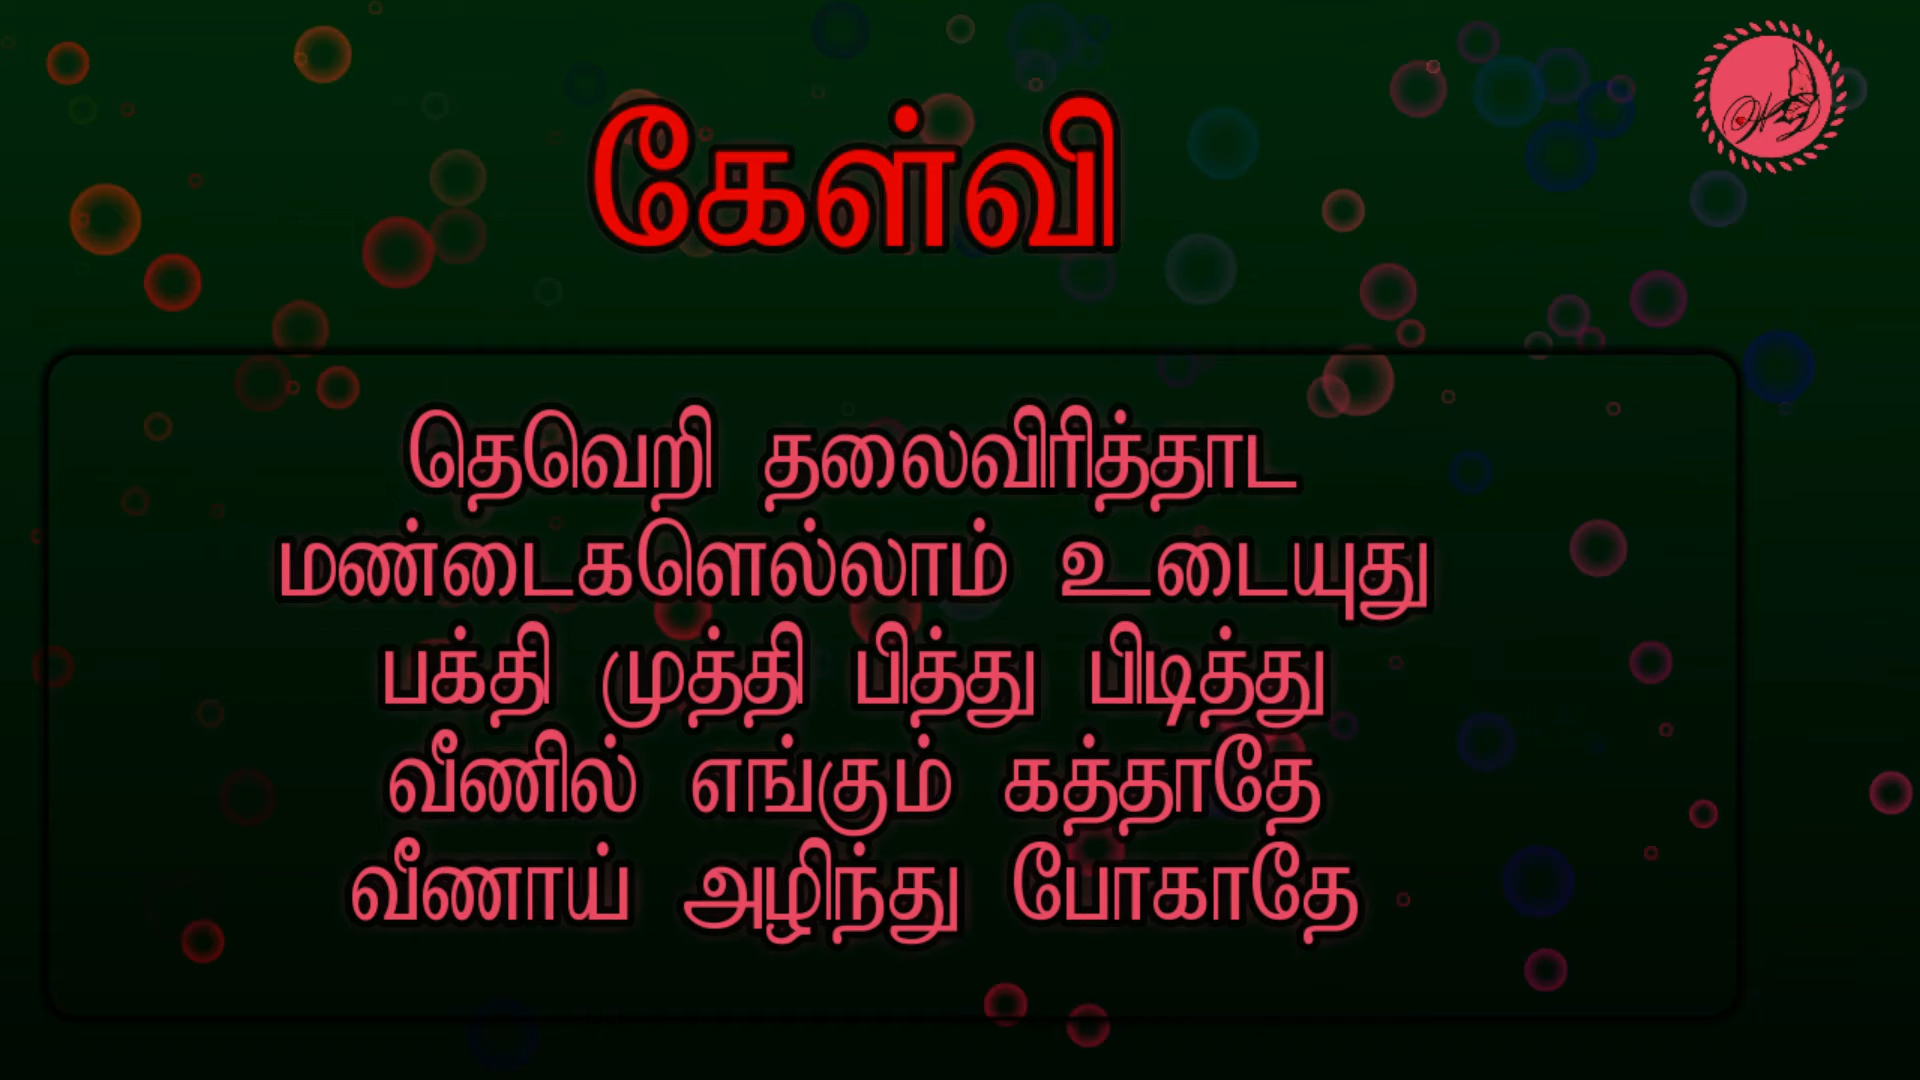 கேள்வி
தெவெறி தலைவிரித்தாட
மண்டைகளெல்லாம் உடையுது
பக்தி முத்தி பித்து பிடித்து
வீணில் எங்கும் கத்தாதே
வீணாய் அழிந்து போகாதே